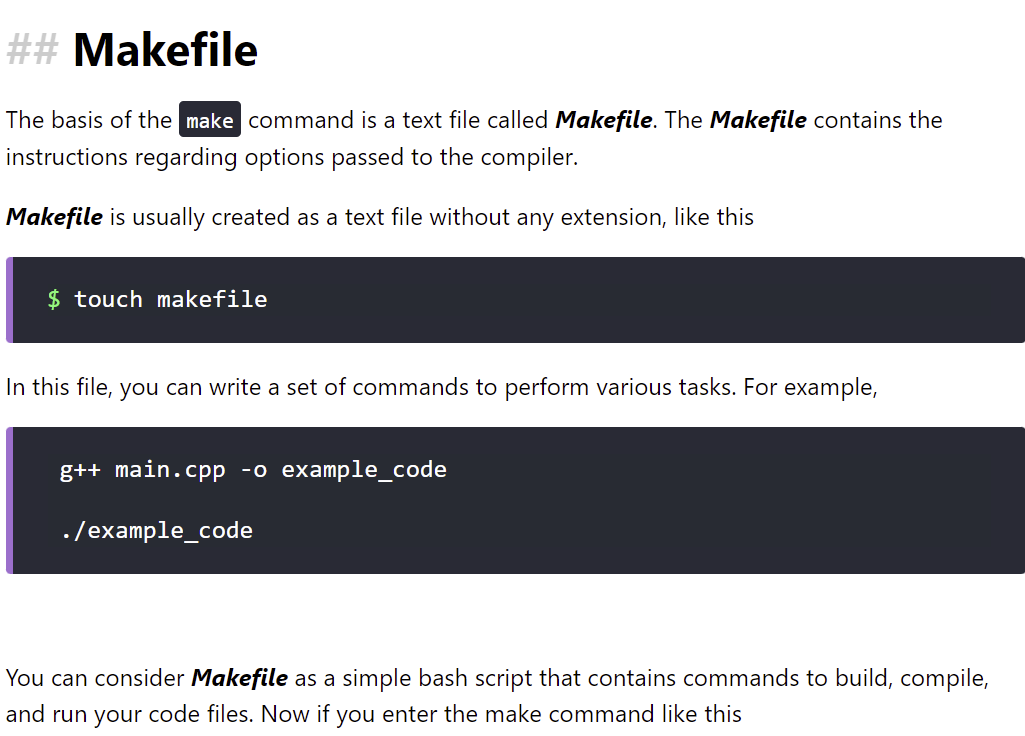 ## Makefile
The basis of the make command is a text file called Makefile. The Makefile contains the
instructions regarding options passed to the compiler.
Makefile is usually created as a text file without any extension, like this
$ touch makefile
In this file, you can write a set of commands to perform various tasks. For example,
g++ main.cpp -o example_code
./example_code
You can consider Makefile as a simple bash script that contains commands to build, compile,
and run your code files. Now if you enter the make command like this